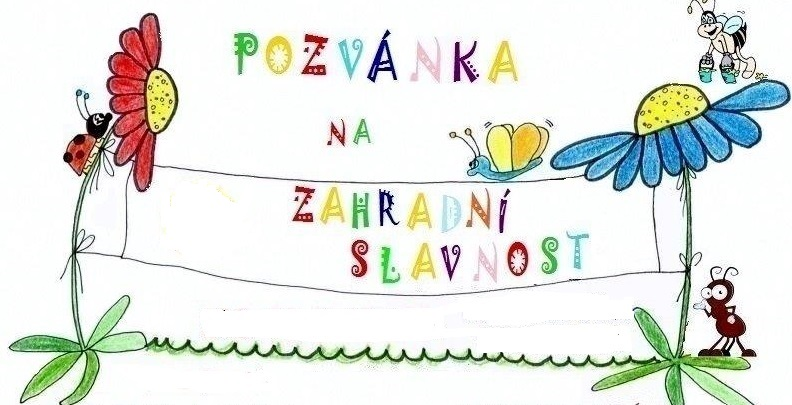 POZVÁNKA
NA
ZAHRADNÍ
SLAVNOST